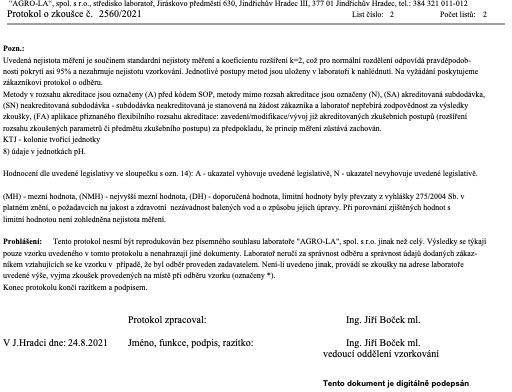 "AGRO-LA", spol. s r.o., středisko laboratoř, Jiráskovo předměstí 630, Jindřichův Hradec III, 377 01 Jindřichův Hradec, tel.: 384 321 011-012
Protokol o zkoušce č. 2560/2021 List číslo: 2 Počet listů: 2
Pozn.:
Uvedená nejistota měření je součinem standardní nejistoty měření a koeficientu rozšíření k=2, což pro normální rozdělení odpovídá pravděpodob-
nosti pokrytí asi 95% a nezahrnuje nejistotu vzorkování. Jednotlivé postupy metod jsou uloženy v laboratoři k nahlédnutí. Na vyžádání poskytujeme
zákazníkovi protokol o odběru.
Metody v rozsahu akreditace jsou označeny (A) před kódem SOP, metody mimo rozsah akreditace jsou označeny (N), (SA) akreditovaná subdodávka,
(SN) neakreditovaná subdodávka - subdodávka neakreditovaná je stanovená na žádost zákazníka a laboratoř nepřebírá zodpovědnost za výsledky
zkoušky, (FA) aplikace přiznaného flexibilního rozsahu akreditace: zavedení/modifikace/vývoj již akreditovaných zkušebních postupů (rozšíření
rozsahu zkoušených parametrů či předmětu zkušebního postupu) za předpokladu, že princip měření zůstává zachován.
KTJ - kolonie tvořící jednotky
8) údaje v jednotkách pH.
Hodnocení dle uvedené legislativy ve sloupečku s ozn. 14): A - ukazatel vyhovuje uvedené legislativě, N - ukazatel nevyhovuje uvedené legislativě.
(MH) - mezní hodnota, (NMH) - nejvyšší mezní hodnota, (DH) - doporučená hodnota, limitní hodnoty byly převzaty z vyhlášky 275/2004 Sb. v
platném znění, o požadavcích na jakost a zdravotní nezávadnost balených vod a o způsobu jejich úpravy. Při porovnání zjištěných hodnot s
limitní hodnotou není zohledněna nejistota měření.
Prohlášení: Tento protokol nesmí být reprodukován bez písemného souhlasu laboratoře "AGRO-LA", spol. s r.o. jinak než celý. Výsledky se týkají
pouze vzorku uvedeného v tomto protokolu a nenahrazují jiné dokumenty. Laboratoř neručí za správnost odběru a správnost údajů dodaných zákaz-
níkem vztahujících se ke vzorku v případě, že byl odběr proveden zadavatelem. Není-li uvedeno jinak, provádí se zkoušky na adrese laboratoře
uvedené výše, vyjma zkoušek provedených na místě při odběru vzorku (označeny *).
Konec protokolu končí razítkem a podpisem.
Protokol zpracoval: Ing. Jiří Boček ml.
V J.Hradci dne: 24.8.2021 Jméno, funkce, podpis, razítko: Ing. Jiří Boček ml.
vedoucí oddělení vzorkování
Tento dokument je digitálně podepsán